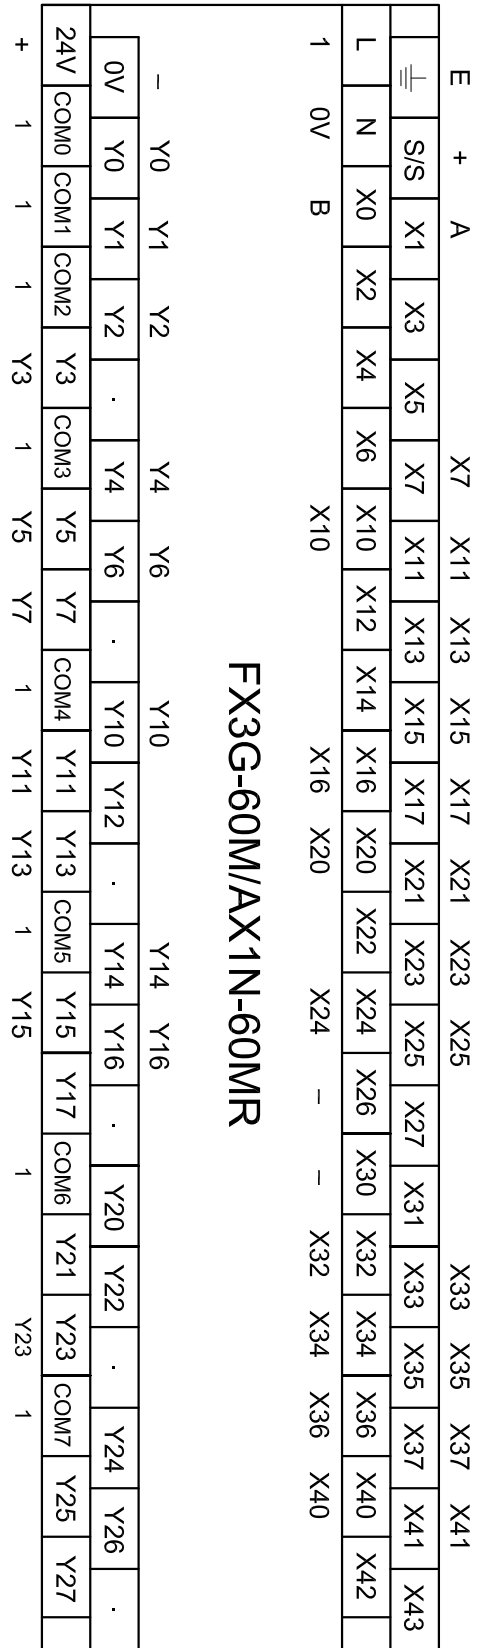 E + A X7 X11 X13 X15 X17 X21 X23 X25 X33 X35 X37 X41
⏚ S/S X1 X3 X5 X7 X11 X13 X15 X17 X21 X23 X25 X27 X31 X33 X35 X37 X41 X43
L N X0 X2 X4 X6 X10 X12 X14 X16 X20 X22 X24 X26 X30 X32 X34 X36 X40 X42
1 0V B X10 X16 X20 X24 – – X32 X34 X36 X40
FX3G-60M/AX1N-60MR
– Y0 Y1 Y2 Y4 Y6 Y10 Y14 Y16
0V Y0 Y1 Y2 . Y4 Y6 . Y10 Y12 . Y14 Y16 . Y20 Y22 . Y24 Y26 .
24V COM0 COM1 COM2 Y3 COM3 Y5 Y7 COM4 Y11 Y13 COM5 Y15 Y17 COM6 Y21 Y23 COM7 Y25 Y27
+ 1 1 1 Y3 1 Y5 Y7 1 Y11 Y13 1 Y15 1 Y23 1